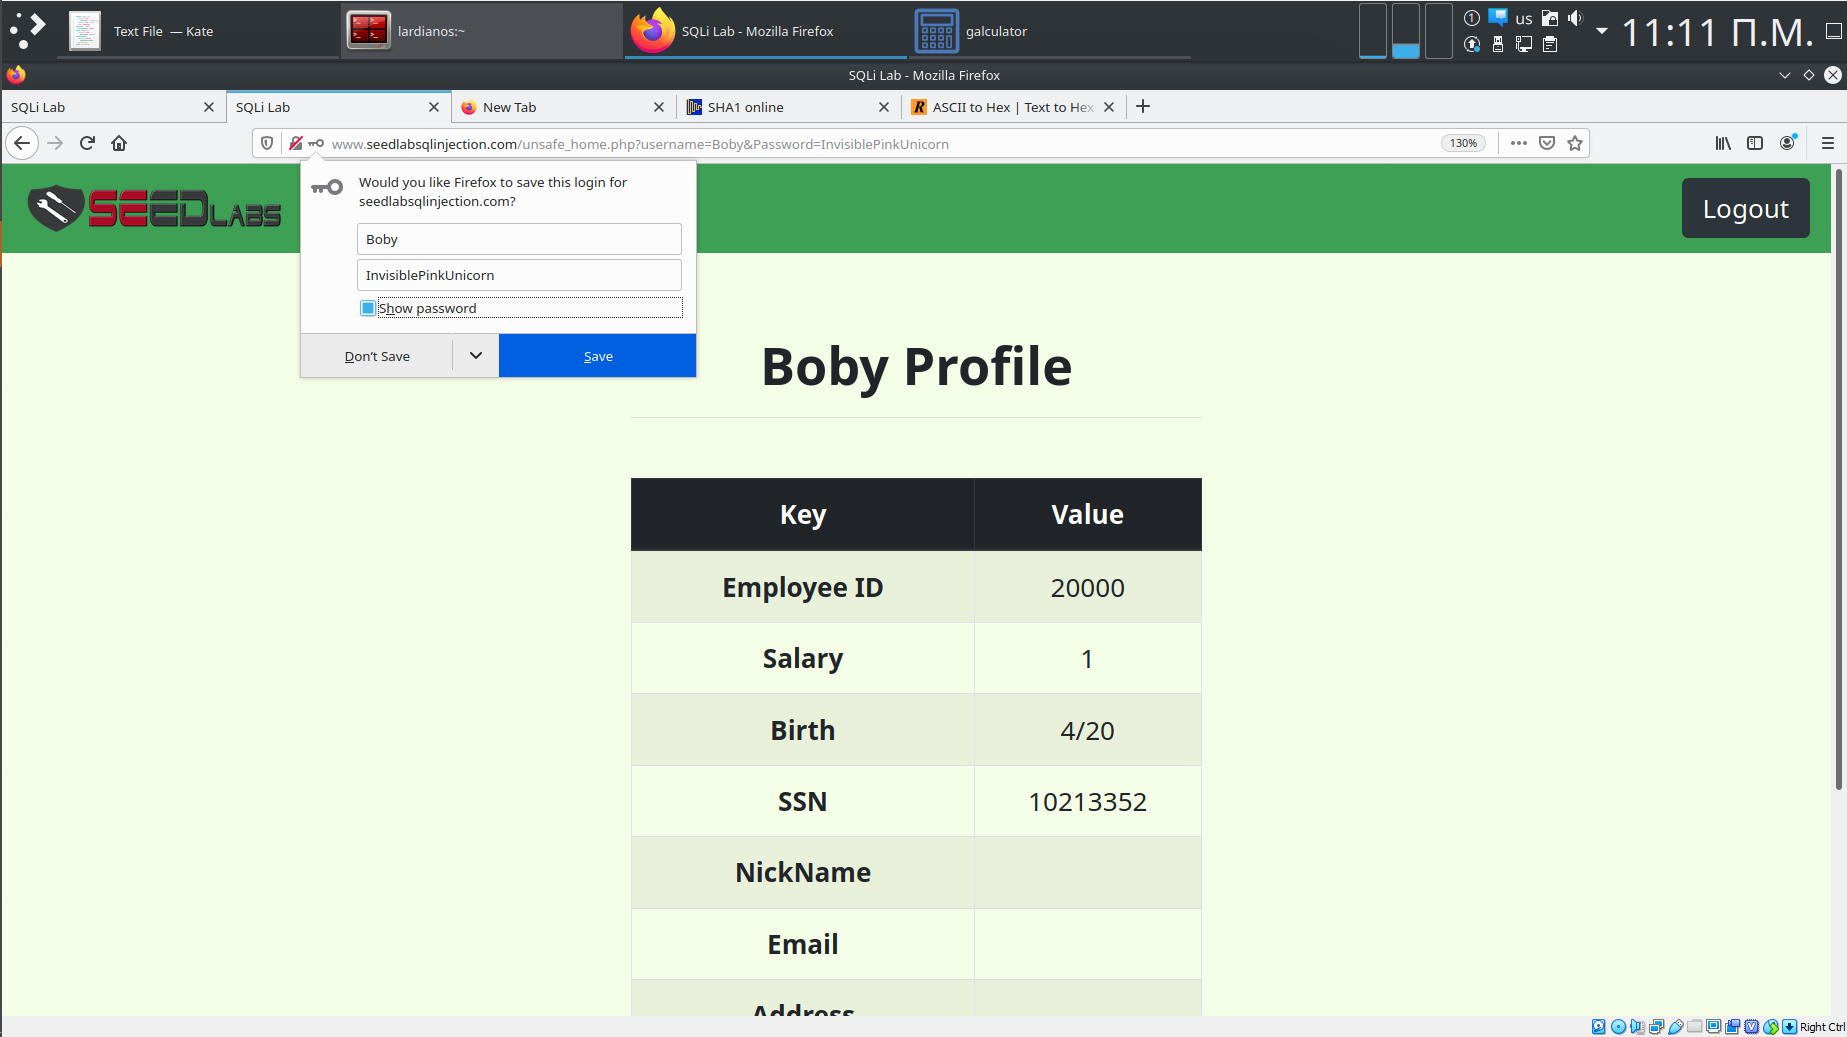 Text File — Kate
lardianos:~
SQLi Lab - Mozilla Firefox
galculator
1
us
11:11 Π.Μ.
SQLi Lab - Mozilla Firefox
SQLi Lab
SQLi Lab
New Tab
SHA1 online
R ASCII to Hex | Text to Hex
www.seedlabsqlinjection.com/unsafe_home.php?username=Boby&Password=InvisiblePinkUnicorn
130%
SEEDLABS
Logout
Would you like Firefox to save this login for
seedlabsqlinjection.com?
Boby
InvisiblePinkUnicorn
Show password
Don't Save
Save
Boby Profile
Key Value
Employee ID 20000
Salary 1
Birth 4/20
SSN 10213352
NickName
Email
Address
Right Ctrl